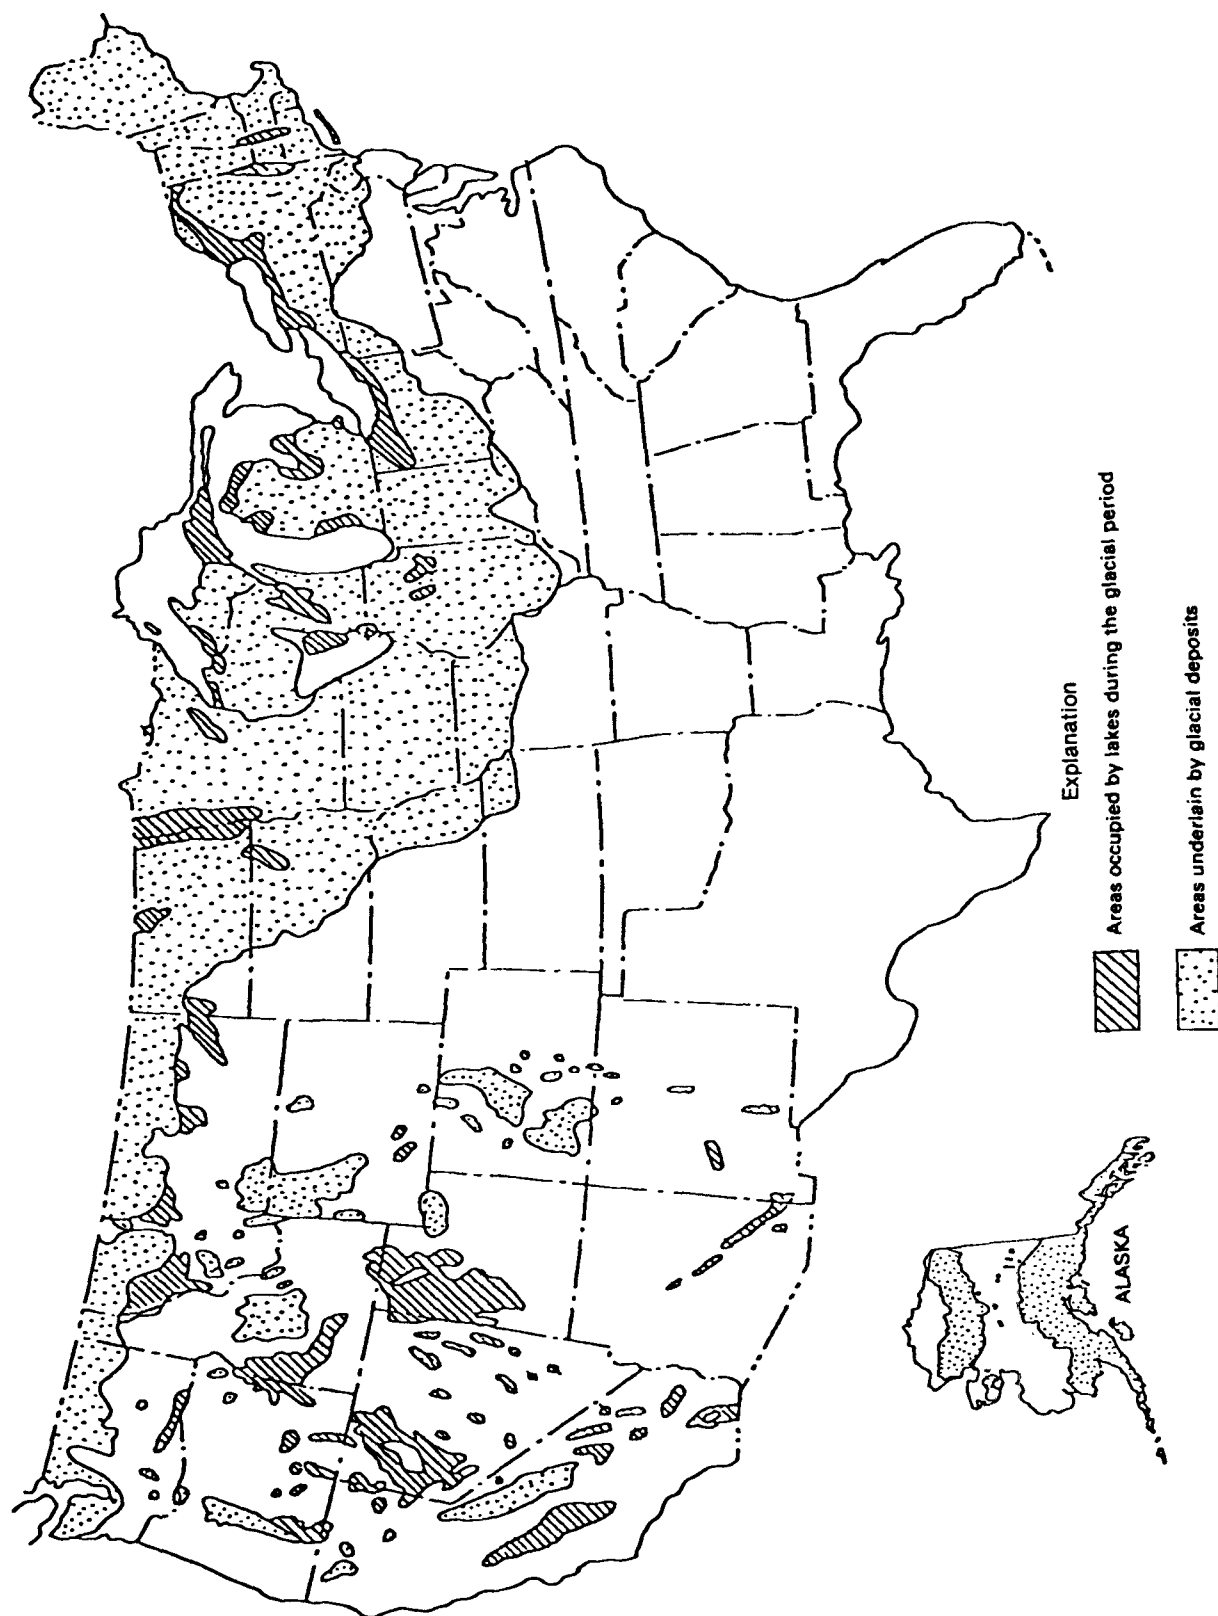 ALASKA
Explanation
Areas occupied by lakes during the glacial period
Areas underlain by glacial deposits